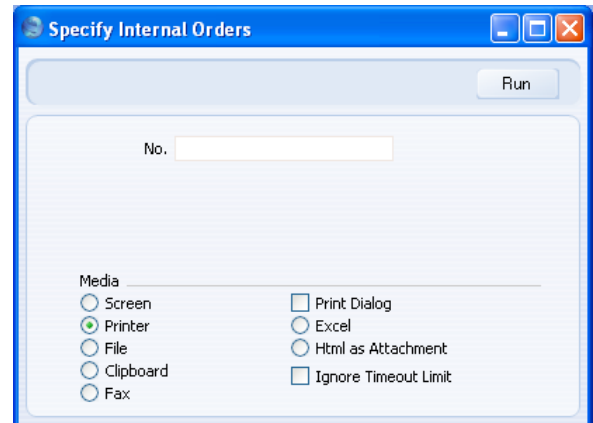 Specify Internal Orders
Run
No.
Media
Screen
Print Dialog
Printer
Excel
File
Html as Attachment
Clipboard
Ignore Timeout Limit
Fax